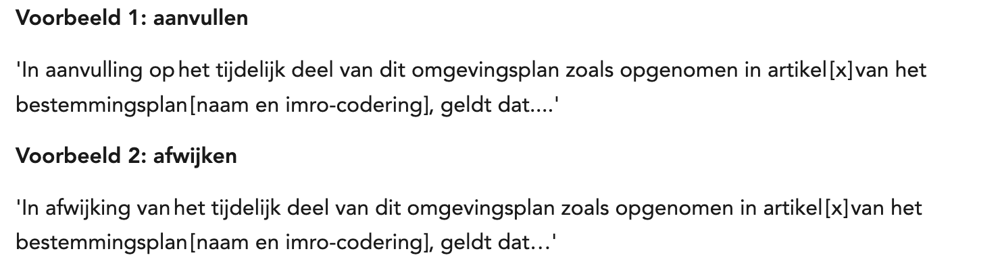 Voorbeeld 1: aanvullen
'In aanvulling op het tijdelijk deel van dit omgevingsplan zoals opgenomen in artikel [x] van het
bestemmingsplan [naam en imro-codering], geldt dat....'
Voorbeeld 2: afwijken
'In afwijking van het tijdelijk deel van dit omgevingsplan zoals opgenomen in artikel [x] van het
bestemmingsplan [naam en imro-codering], geldt dat…'